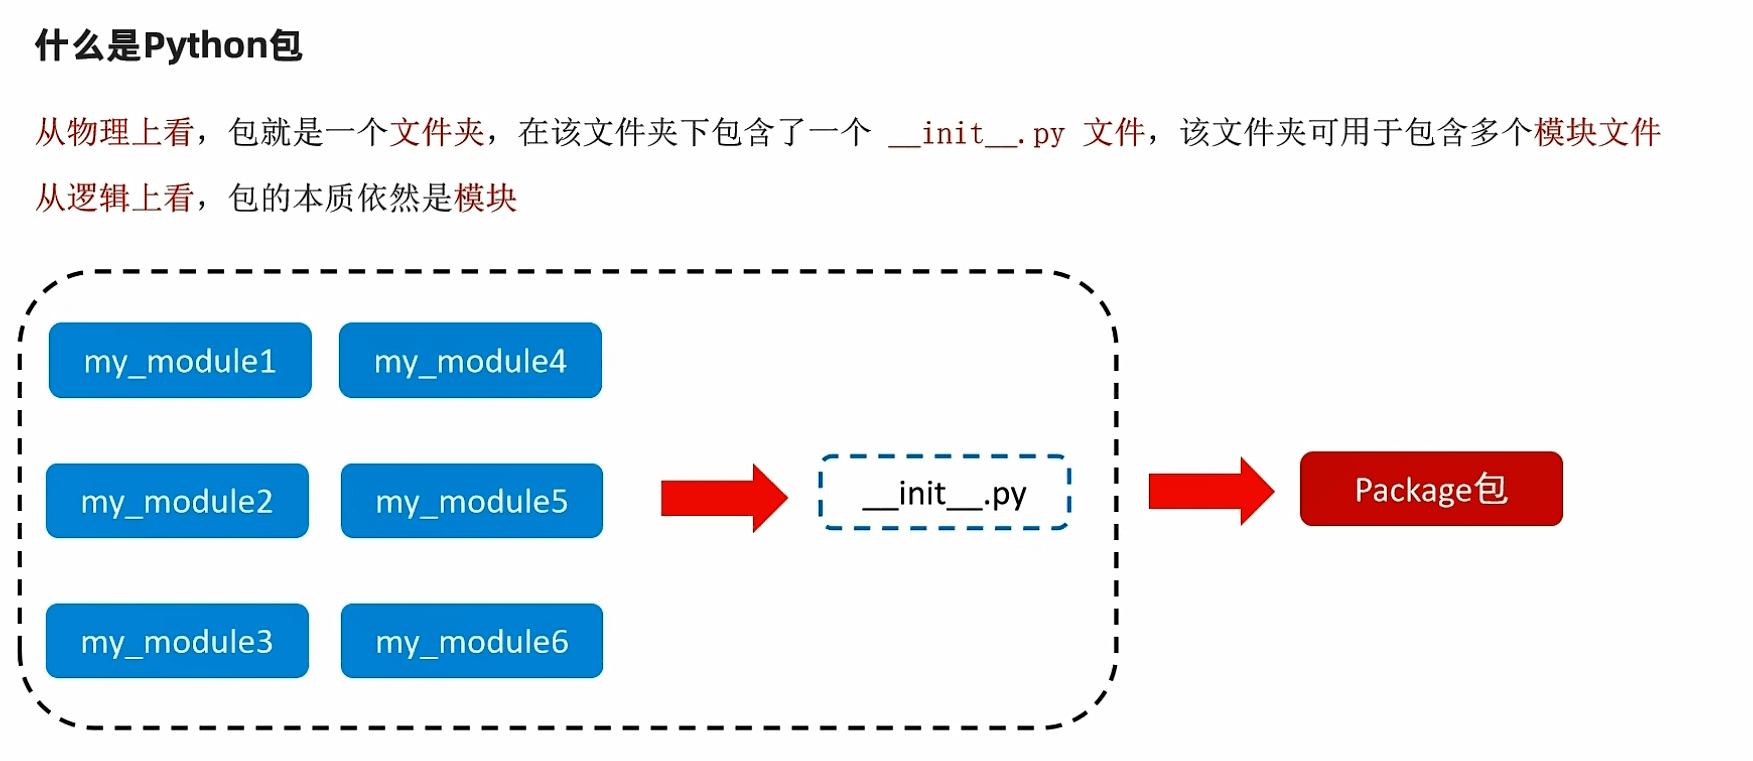 什么是Python包
从物理上看，包就是一个文件夹，在该文件夹下包含了一个 __init__.py 文件，该文件夹可用于包含多个模块文件
从逻辑上看，包的本质依然是模块
my_module1 my_module4
my_module2 my_module5 __init__.py Package包
my_module3 my_module6